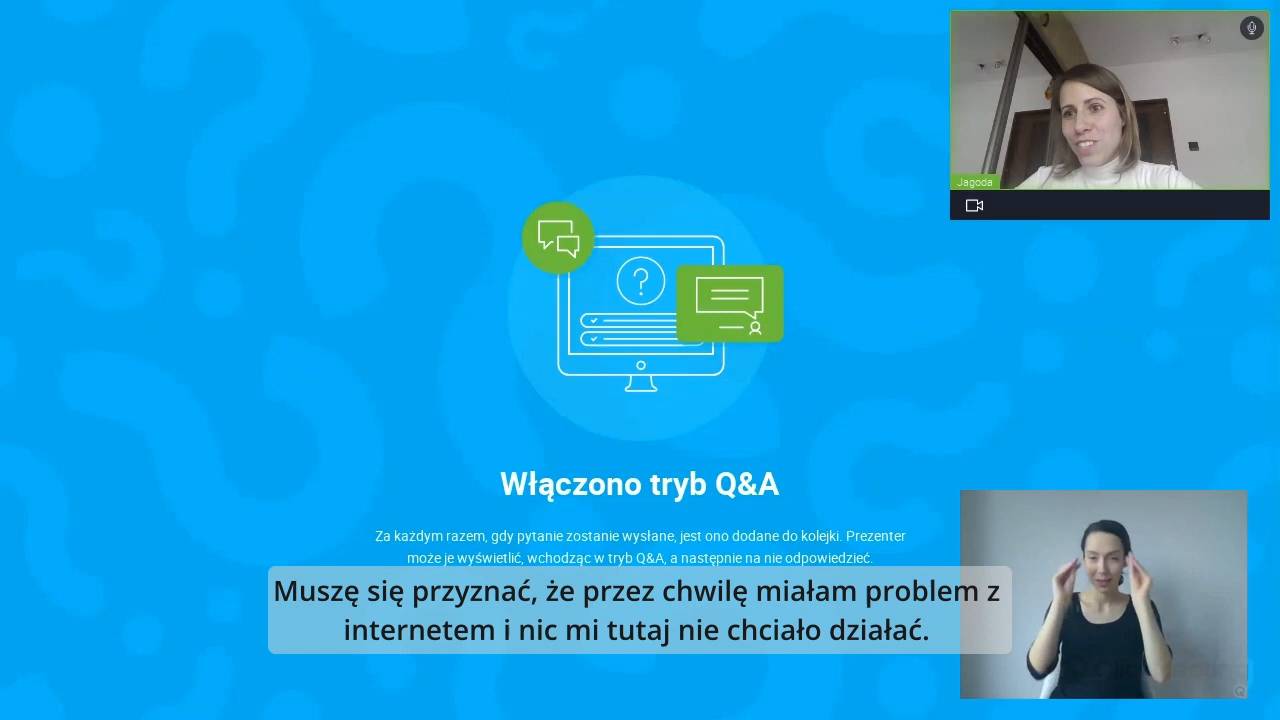 Jagoda
Włączono tryb Q&A
Za każdym razem, gdy pytanie zostanie wysłane, jest ono dodane do kolejki. Prezenter
może je wyświetlić, wchodząc w tryb Q&A, a następnie na nie odpowiedzieć.
Muszę się przyznać, że przez chwilę miałam problem z
internetem i nic mi tutaj nie chciało działać.